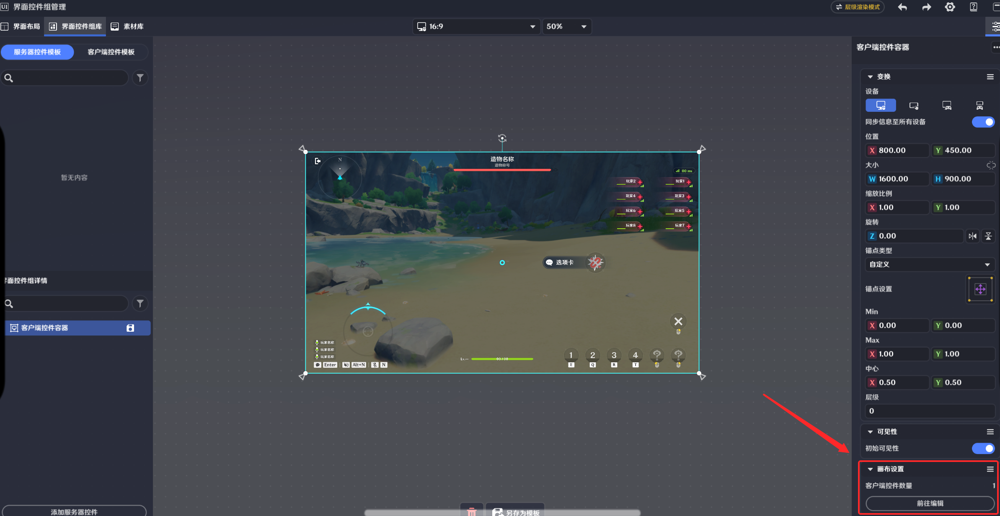 UI 界面控件组管理
层级渲染模式
界面布局
界面控件组库
素材库
16:9
50%
服务器控件模板
客户端控件模板
暂无内容
界面控件组详情
客户端控件容器
添加服务器控件
N
造物名称
造物称号
00 ms
玩家2
玩家1
玩家4
玩家3
玩家6
玩家5
玩家8
玩家7
选项卡
玩家名称
玩家名称
玩家名称
Enter
Alt+N
N
Lv.--
00/00
1
2
3
4
E
Q
R
T
另存为模板
客户端控件容器
变换
设备
同步信息至所有设备
位置
X 800.00
Y 450.00
大小
W 1600.00
H 900.00
缩放比例
X 1.00
Y 1.00
旋转
Z 0.00
锚点类型
自定义
锚点设置
Min
X 0.00
Y 0.00
Max
X 1.00
Y 1.00
中心
X 0.50
Y 0.50
层级
0
可见性
初始可见性
画布设置
客户端控件数量
1
前往编辑